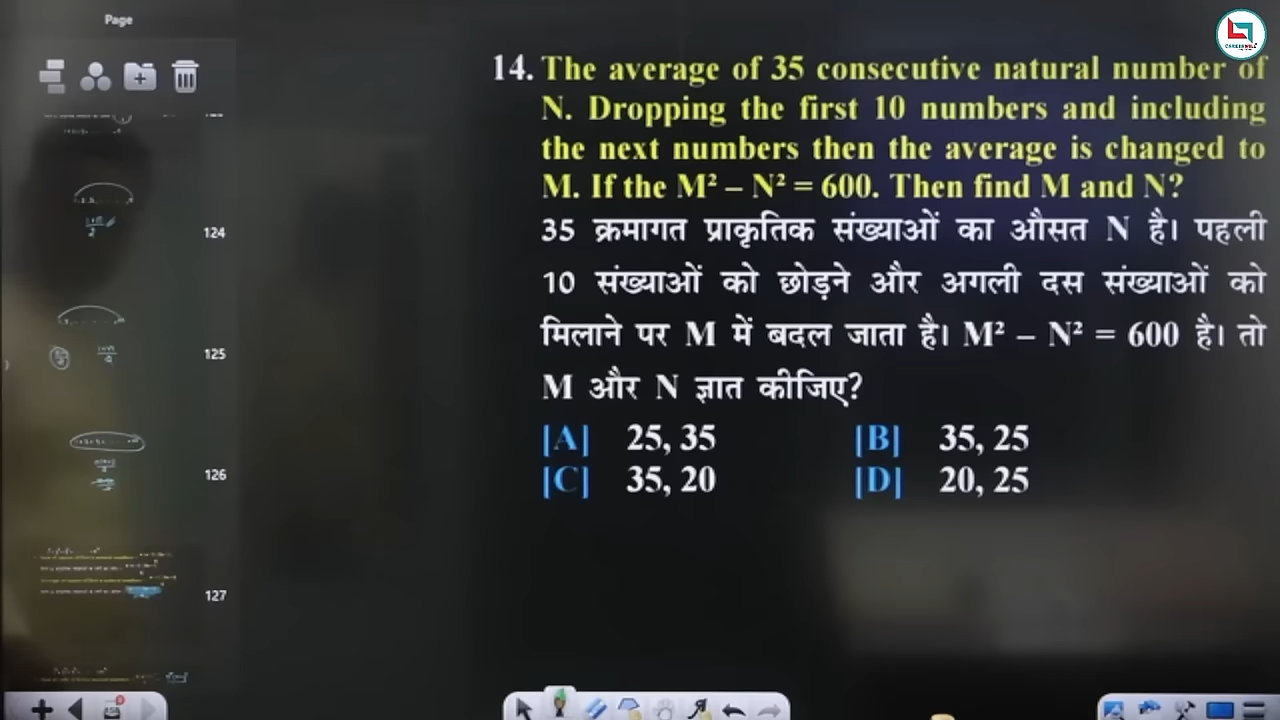 Page
CAREERWILL
14. The average of 35 consecutive natural number of
N. Dropping the first 10 numbers and including
the next numbers then the average is changed to
M. If the M² – N² = 600. Then find M and N?
35 क्रमागत प्राकृतिक संख्याओं का औसत N है। पहली
10 संख्याओं को छोड़ने और अगली दस संख्याओं को
मिलाने पर M में बदल जाता है। M² – N² = 600 है। तो
M और N ज्ञात कीजिए?
[A] 25, 35 [B] 35, 25
[C] 35, 20 [D] 20, 25
124
125
126
127